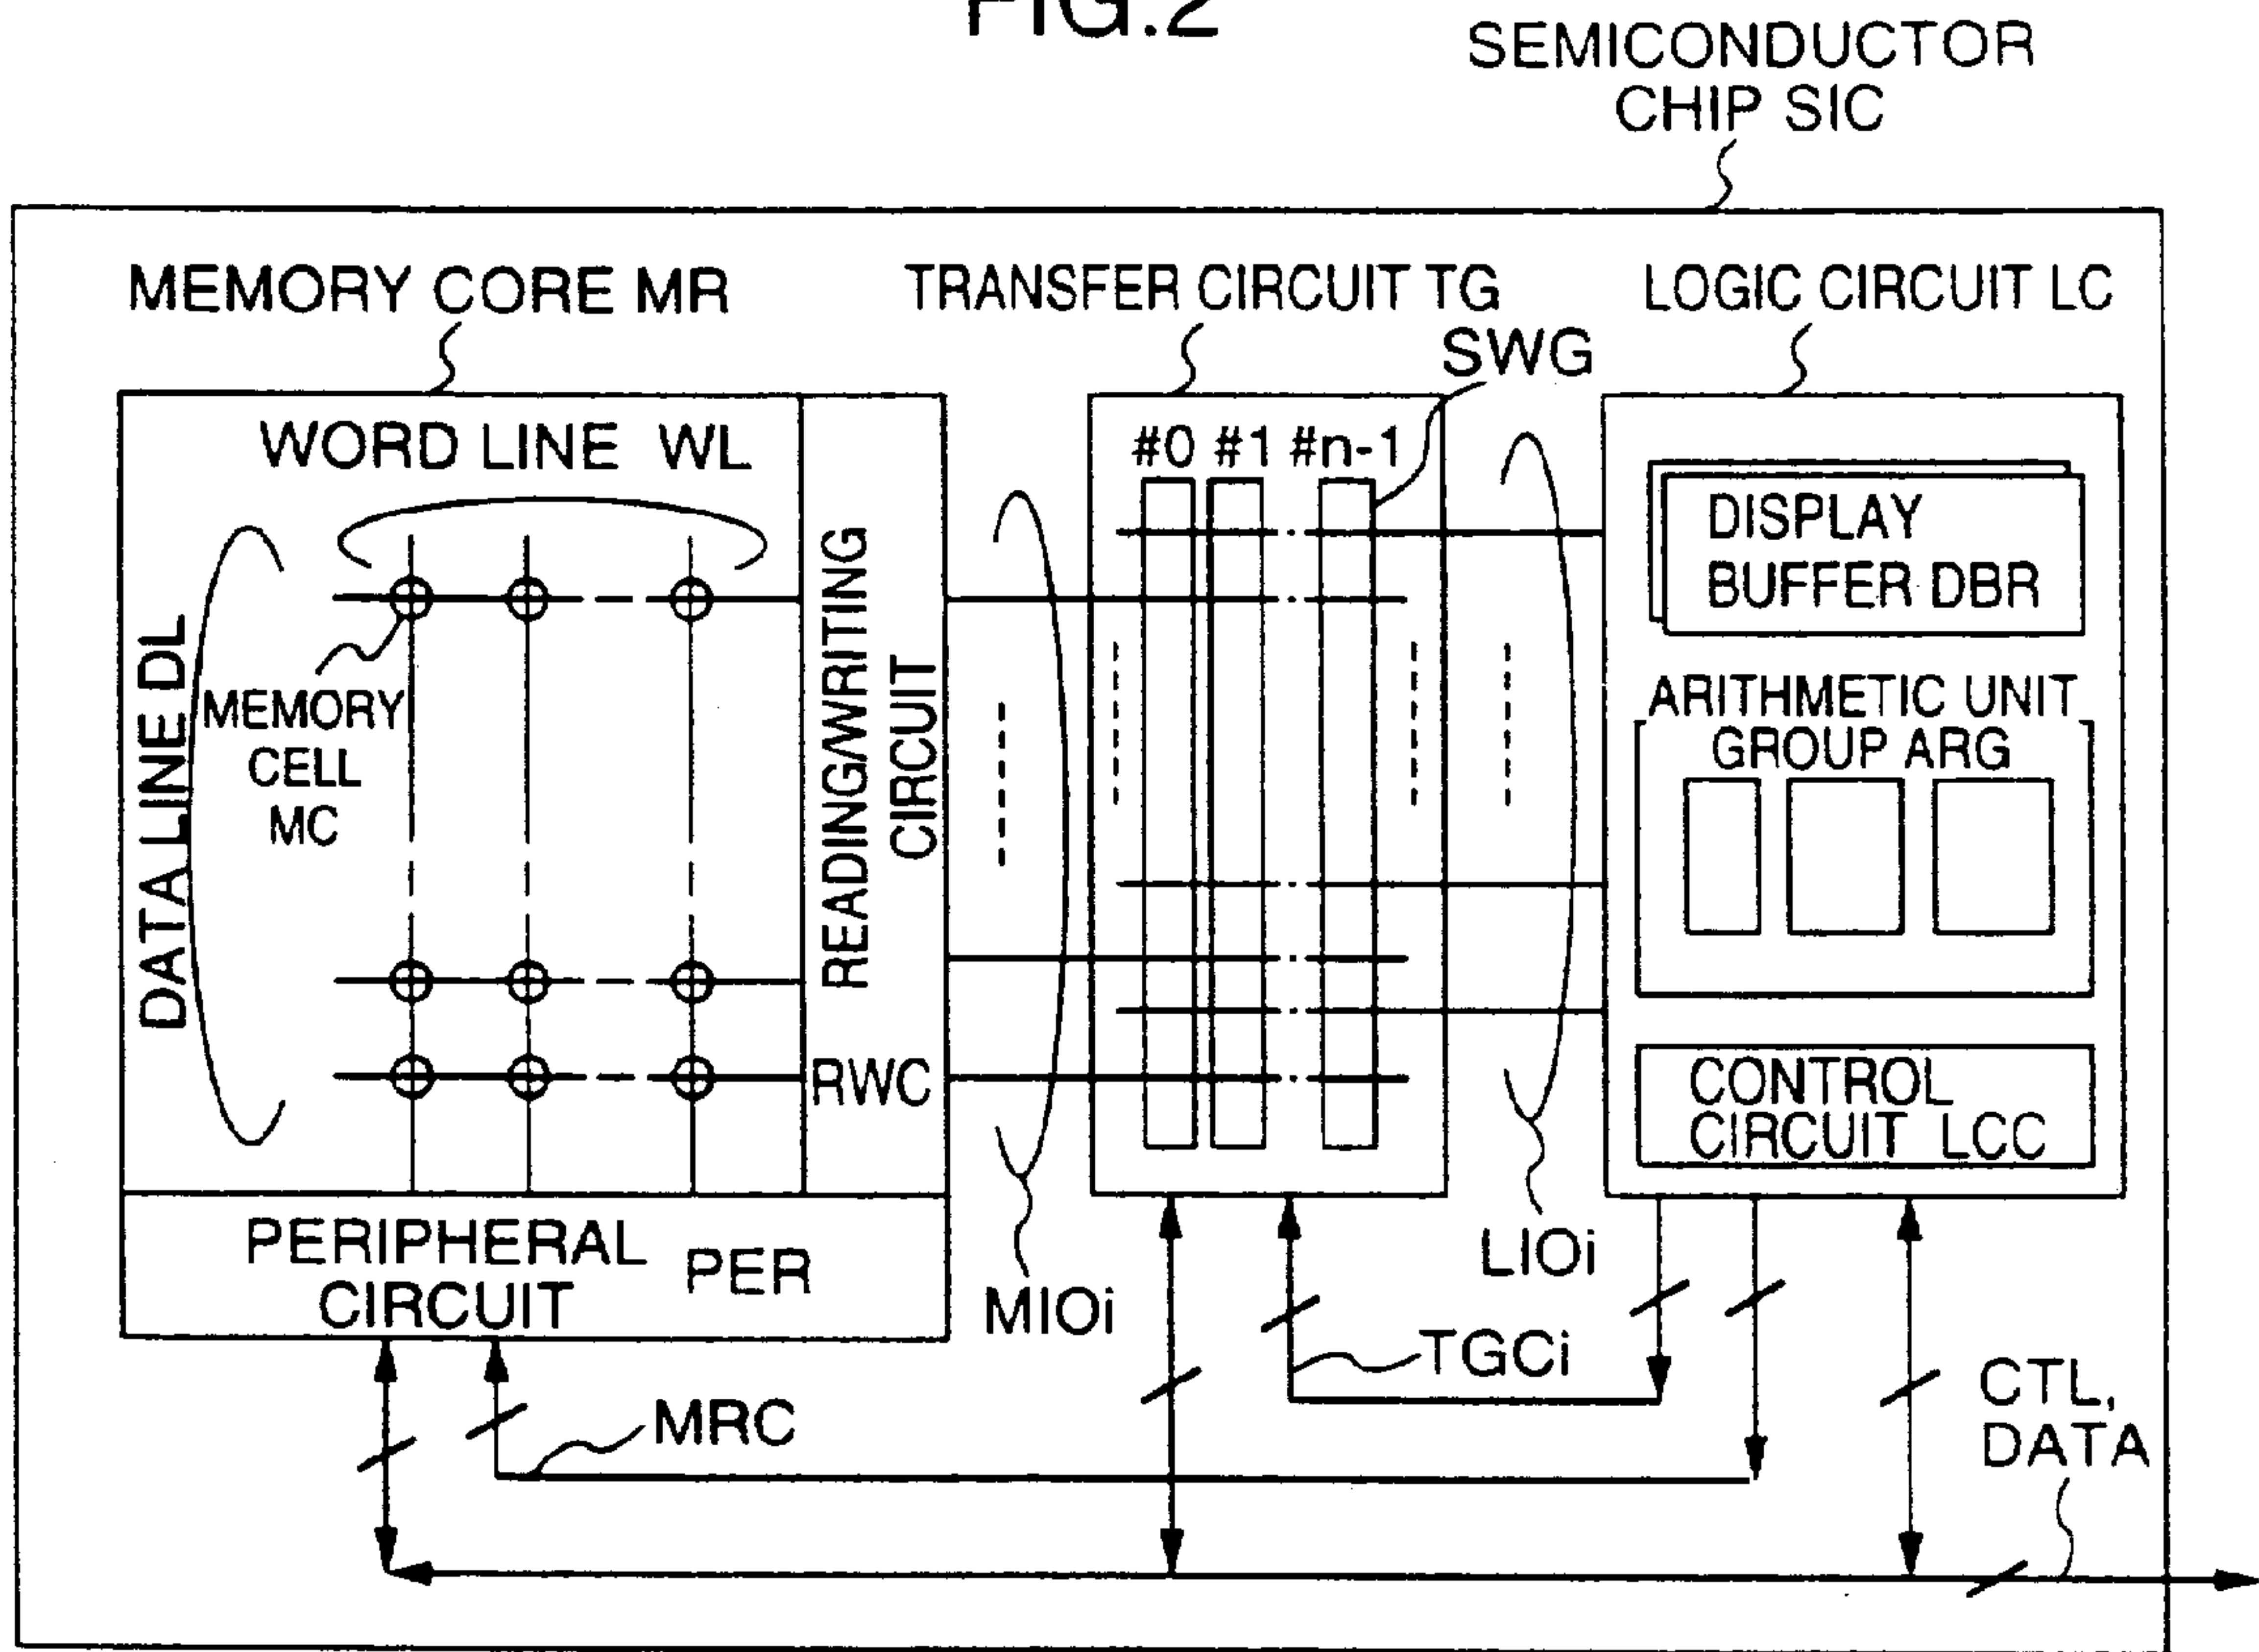 FIG.2
SEMICONDUCTOR
CHIP SIC
MEMORY CORE MR
TRANSFER CIRCUIT TG
LOGIC CIRCUIT LC
SWG
WORD LINE WL
#0 #1 #n-1
DATA LINE DL
MEMORY
CELL
MC
READING/WRITING
CIRCUIT
RWC
DISPLAY
BUFFER DBR
ARITHMETIC UNIT
GROUP ARG
CONTROL
CIRCUIT LCC
PERIPHERAL
CIRCUIT PER
MIOi
LIOi
TGCi
MRC
CTL,
DATA